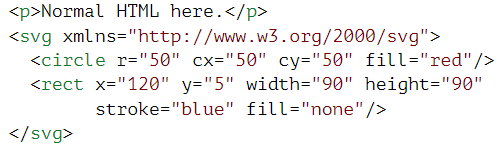 <p>Normal HTML here.</p>
<svg xmlns="http://www.w3.org/2000/svg">
  <circle r="50" cx="50" cy="50" fill="red"/>
  <rect x="120" y="5" width="90" height="90"
        stroke="blue" fill="none"/>
</svg>